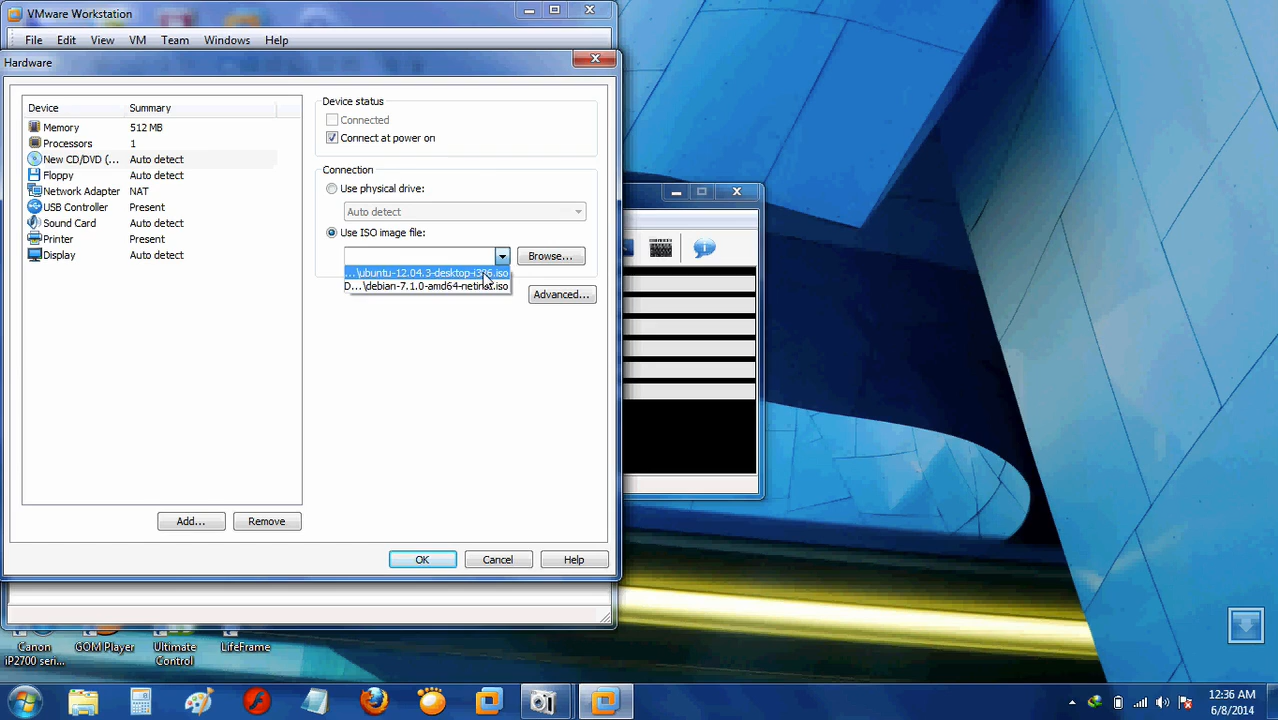 VMware Workstation
File Edit View VM Team Windows Help
Hardware
Device Summary
Memory 512 MB
Processors 1
New CD/DVD (... Auto detect
Floppy Auto detect
Network Adapter NAT
USB Controller Present
Sound Card Auto detect
Printer Present
Display Auto detect
Add... Remove
Device status
Connected
Connect at power on
Connection
Use physical drive:
Auto detect
Use ISO image file:
Browse...
...\ubuntu-12.04.3-desktop-i386.iso
D...\debian-7.1.0-amd64-netinst.iso
Advanced...
OK Cancel Help
Canon
iP2700 seri...
GOM Player
Ultimate
Control
LifeFrame
12:36 AM
6/8/2014